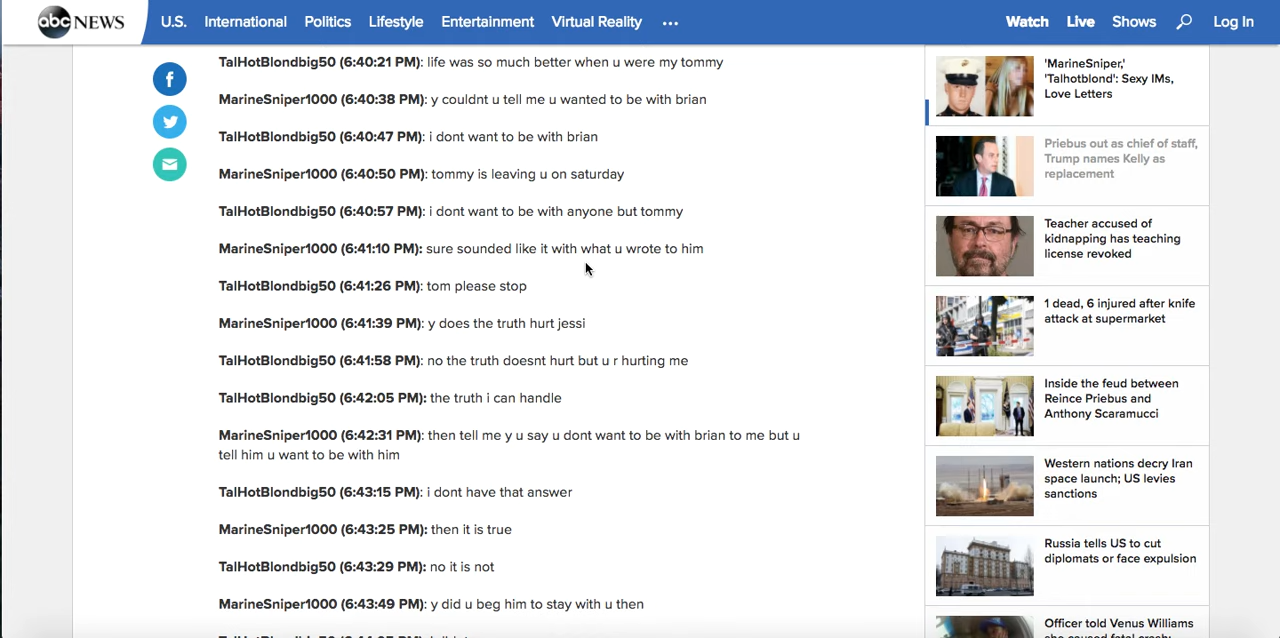 abc NEWS U.S. International Politics Lifestyle Entertainment Virtual Reality ... Watch Live Shows Log In
TalHotBlondbig50 (6:40:21 PM): life was so much better when u were my tommy
MarineSniper1000 (6:40:38 PM): y couldnt u tell me u wanted to be with brian
TalHotBlondbig50 (6:40:47 PM): i dont want to be with brian
MarineSniper1000 (6:40:50 PM): tommy is leaving u on saturday
TalHotBlondbig50 (6:40:57 PM): i dont want to be with anyone but tommy
MarineSniper1000 (6:41:10 PM): sure sounded like it with what u wrote to him
TalHotBlondbig50 (6:41:26 PM): tom please stop
MarineSniper1000 (6:41:39 PM): y does the truth hurt jessi
TalHotBlondbig50 (6:41:58 PM): no the truth doesnt hurt but u r hurting me
TalHotBlondbig50 (6:42:05 PM): the truth i can handle
MarineSniper1000 (6:42:31 PM): then tell me y u say u dont want to be with brian to me but u
tell him u want to be with him
TalHotBlondbig50 (6:43:15 PM): i dont have that answer
MarineSniper1000 (6:43:25 PM): then it is true
TalHotBlondbig50 (6:43:29 PM): no it is not
MarineSniper1000 (6:43:49 PM): y did u beg him to stay with u then
'MarineSniper,'
'Talhotblond': Sexy IMs,
Love Letters
Priebus out as chief of staff,
Trump names Kelly as
replacement
Teacher accused of
kidnapping has teaching
license revoked
1 dead, 6 injured after knife
attack at supermarket
Inside the feud between
Reince Priebus and
Anthony Scaramucci
Western nations decry Iran
space launch; US levies
sanctions
Russia tells US to cut
diplomats or face expulsion
Officer told Venus Williams
she caused fatal crash: